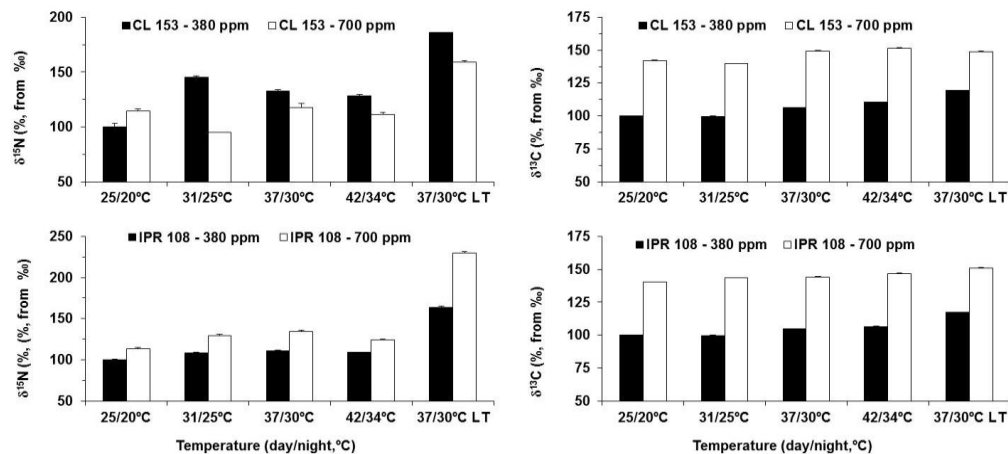 CL 153 - 380 ppm CL 153 - 700 ppm
δ¹⁵N (%, from ‰)
200
150
100
50
25/20ºC 31/25ºC 37/30ºC 42/34ºC 37/30ºC LT
CL 153 - 380 ppm CL 153 - 700 ppm
δ¹³C (%, from ‰)
175
150
125
100
75
50
25/20ºC 31/25ºC 37/30ºC 42/34ºC 37/30ºC LT
IPR 108 - 380 ppm IPR 108 - 700 ppm
δ¹⁵N (%, (%, from ‰)
250
200
150
100
50
25/20ºC 31/25ºC 37/30ºC 42/34ºC 37/30ºC LT
Temperature (day/night,ºC)
IPR 108 - 380 ppm IPR 108 - 700 ppm
δ¹³C (%, from ‰)
175
150
125
100
75
50
25/20ºC 31/25ºC 37/30ºC 42/34ºC 37/30ºC LT
Temperature (day/night,ºC)